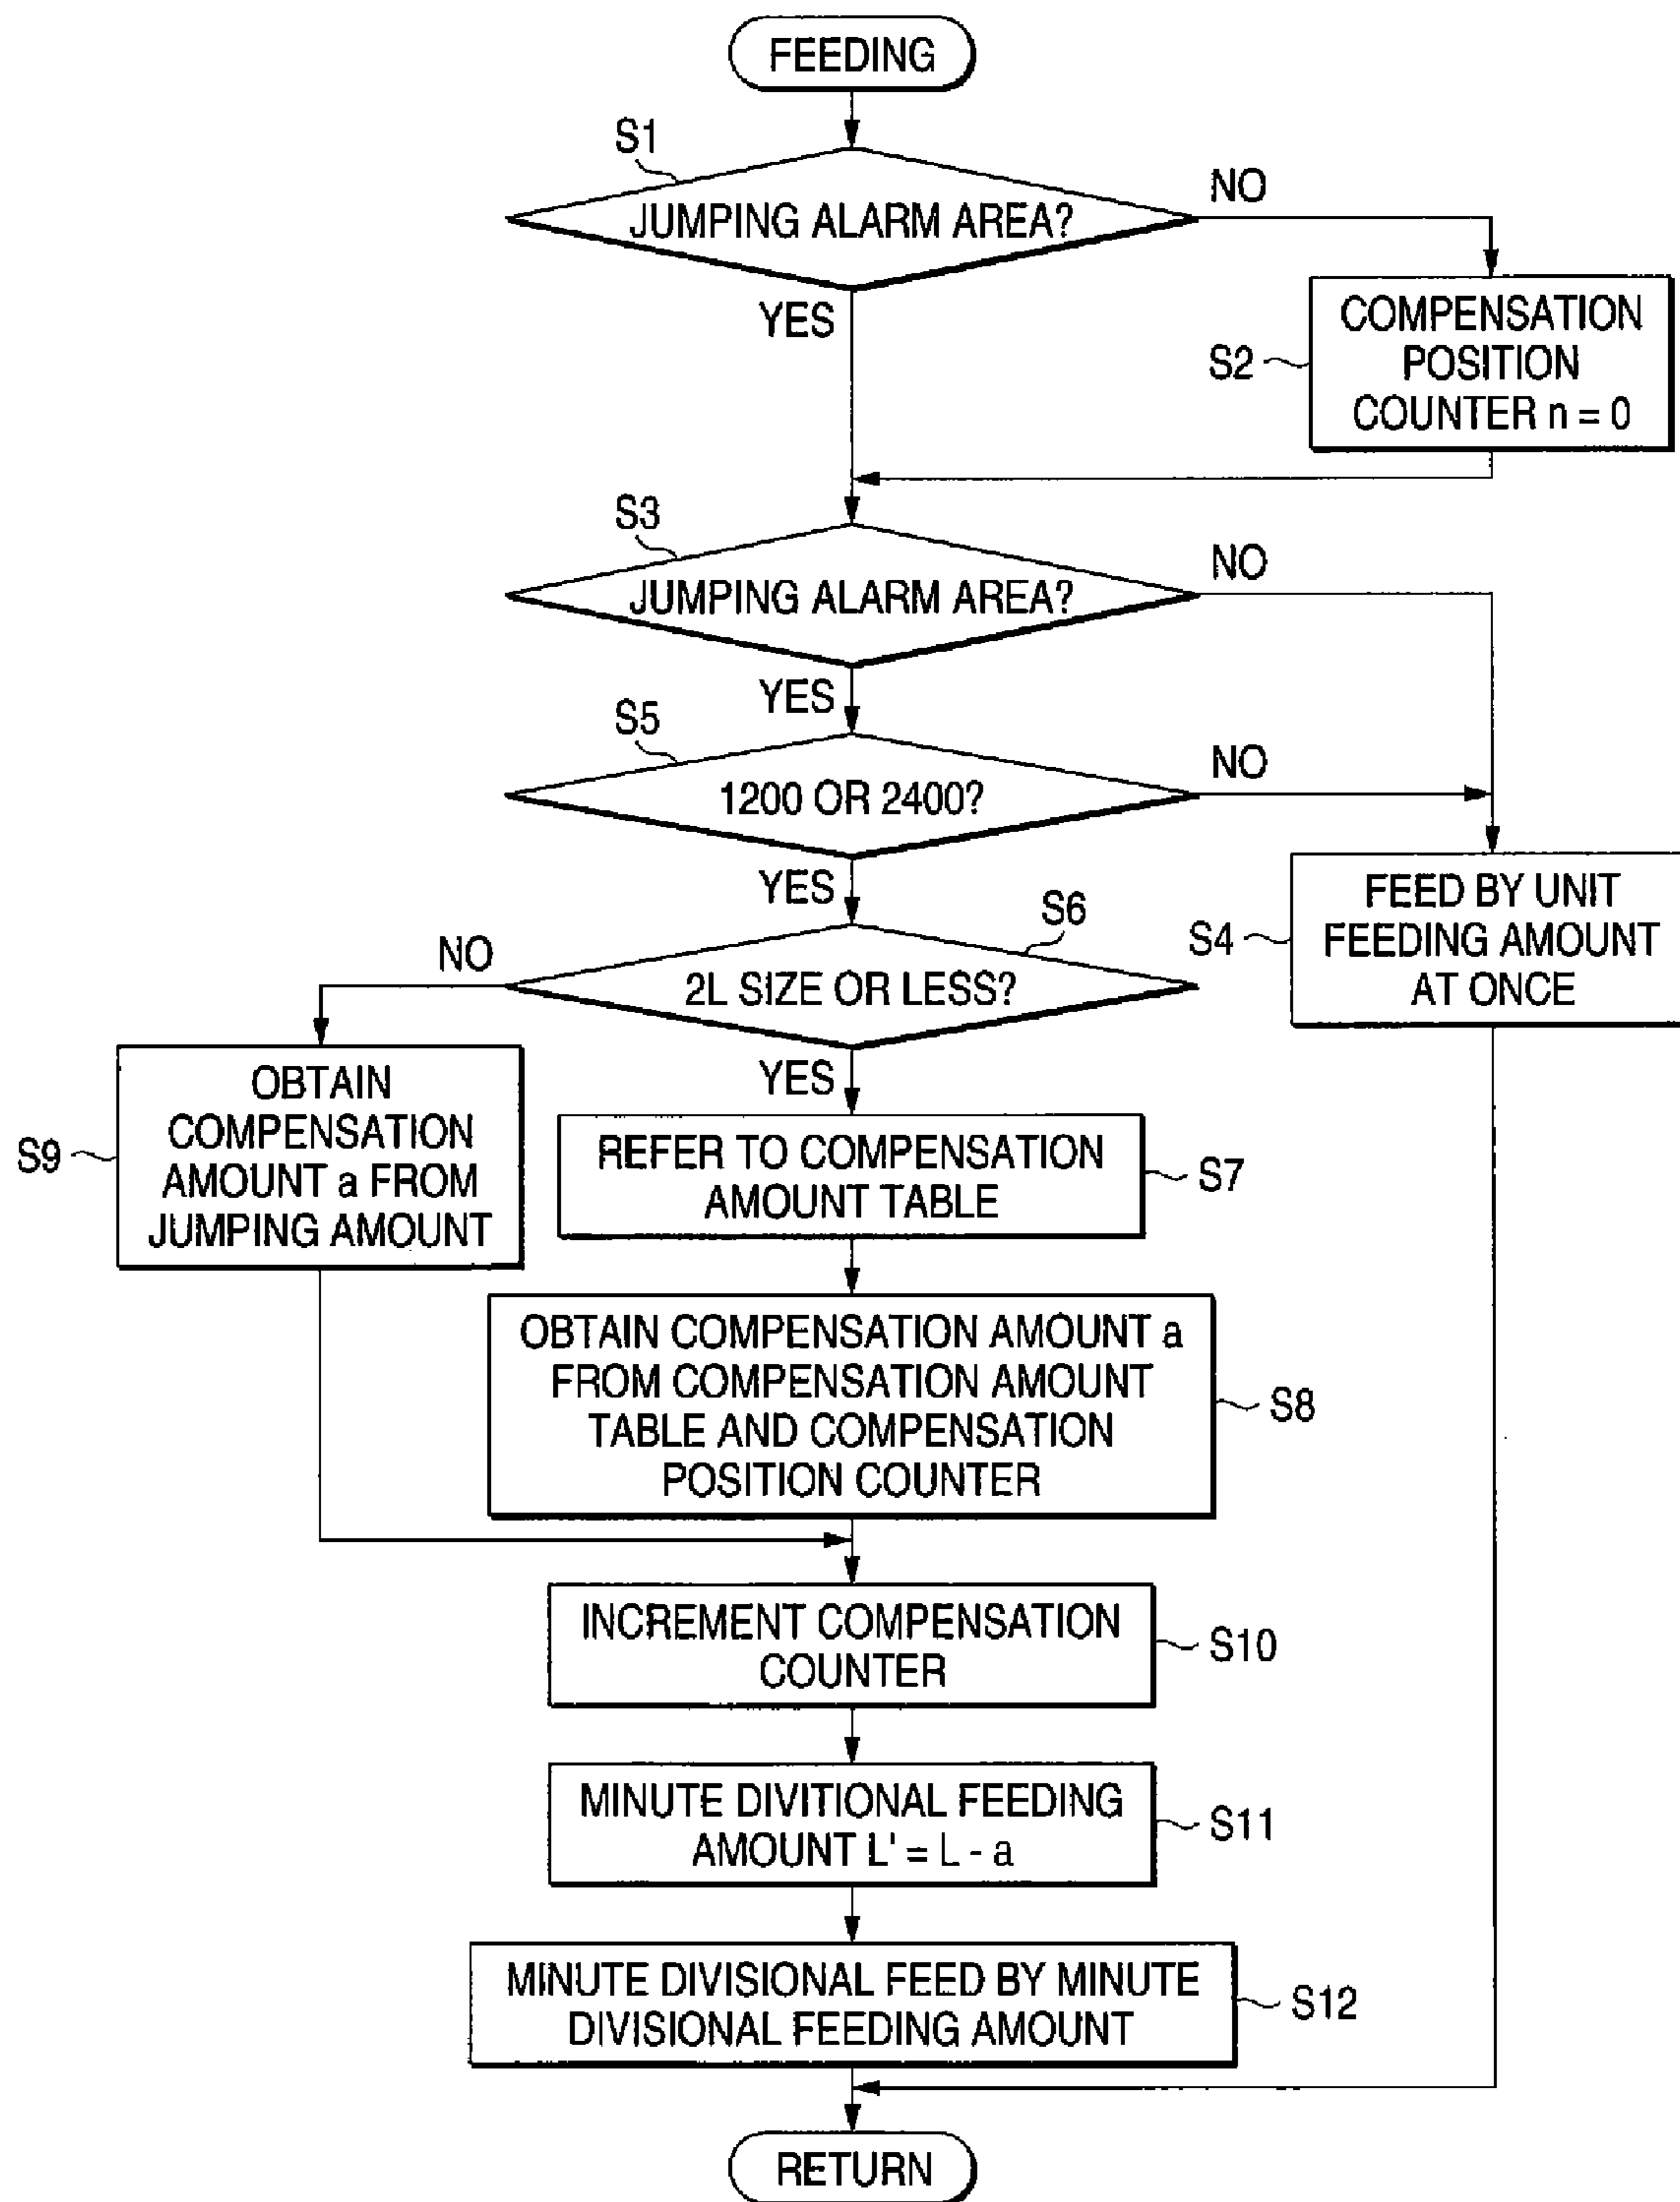 FEEDING
S1
JUMPING ALARM AREA?
NO
YES
S2
COMPENSATION
POSITION
COUNTER n = 0
S3
JUMPING ALARM AREA?
NO
YES
S5
1200 OR 2400?
NO
YES
S4
FEED BY UNIT
FEEDING AMOUNT
AT ONCE
S6
2L SIZE OR LESS?
NO
YES
S9
OBTAIN
COMPENSATION
AMOUNT a FROM
JUMPING AMOUNT
REFER TO COMPENSATION
AMOUNT TABLE
S7
OBTAIN COMPENSATION AMOUNT a
FROM COMPENSATION AMOUNT
TABLE AND COMPENSATION
POSITION COUNTER
S8
INCREMENT COMPENSATION
COUNTER
S10
MINUTE DIVITIONAL FEEDING
AMOUNT L' = L - a
S11
MINUTE DIVISIONAL FEED BY MINUTE
DIVISIONAL FEEDING AMOUNT
S12
RETURN